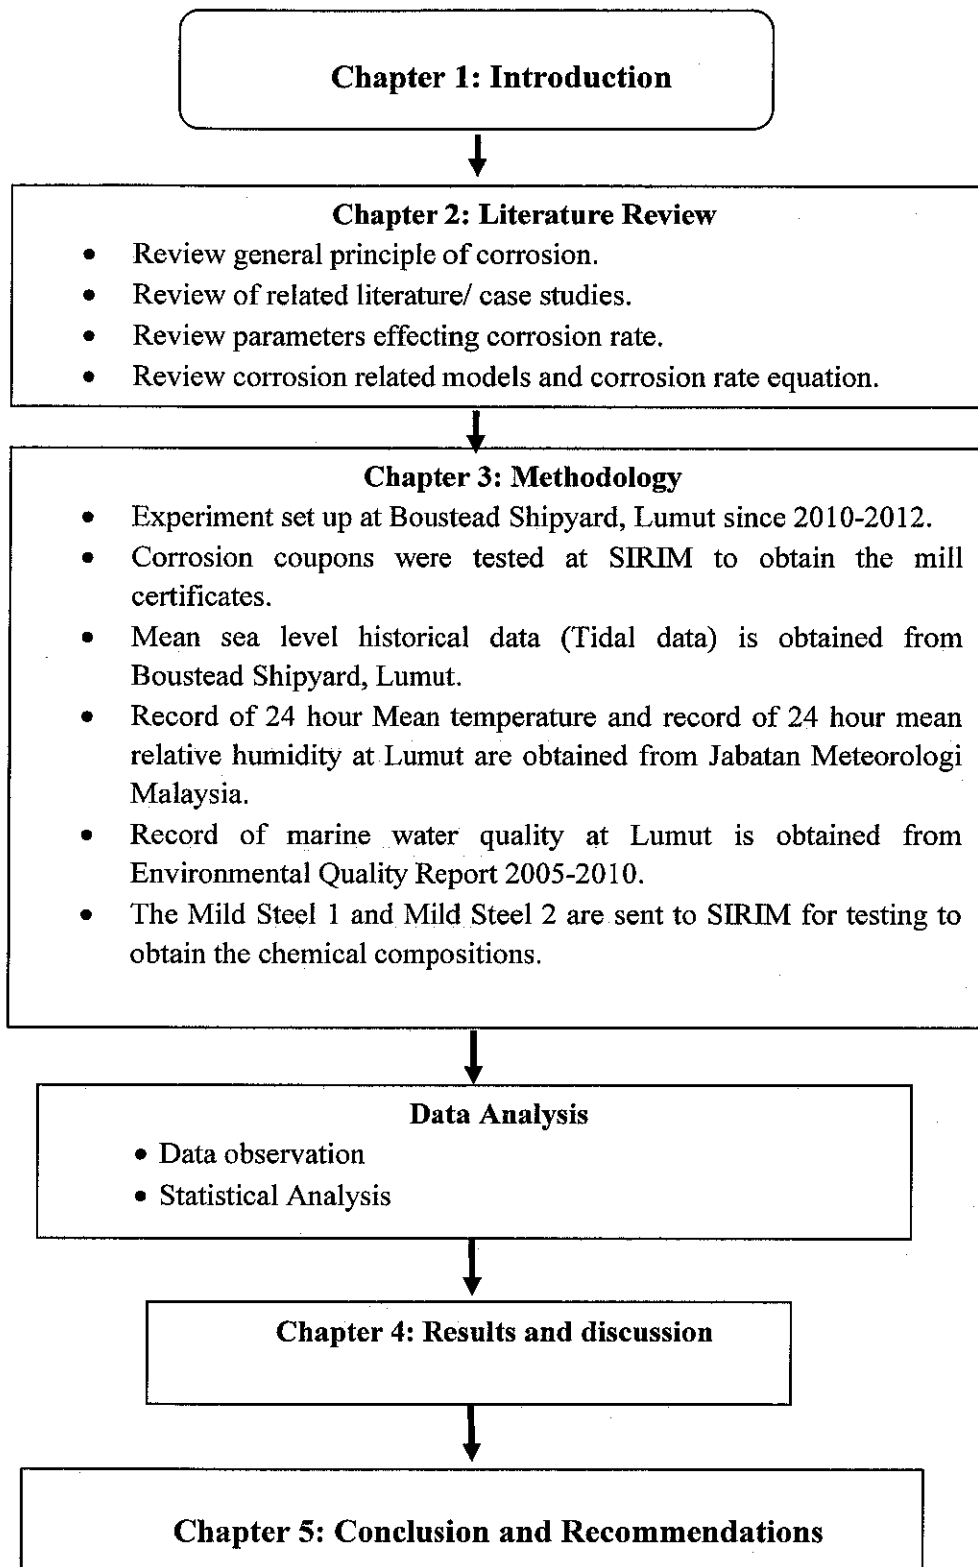 Chapter 1: Introduction
Chapter 2: Literature Review
• Review general principle of corrosion.
• Review of related literature/ case studies.
• Review parameters effecting corrosion rate.
• Review corrosion related models and corrosion rate equation.
Chapter 3: Methodology
• Experiment set up at Boustead Shipyard, Lumut since 2010-2012.
• Corrosion coupons were tested at SIRIM to obtain the mill
certificates.
• Mean sea level historical data (Tidal data) is obtained from
Boustead Shipyard, Lumut.
• Record of 24 hour Mean temperature and record of 24 hour mean
relative humidity at Lumut are obtained from Jabatan Meteorologi
Malaysia.
• Record of marine water quality at Lumut is obtained from
Environmental Quality Report 2005-2010.
• The Mild Steel 1 and Mild Steel 2 are sent to SIRIM for testing to
obtain the chemical compositions.
Data Analysis
• Data observation
• Statistical Analysis
Chapter 4: Results and discussion
Chapter 5: Conclusion and Recommendations